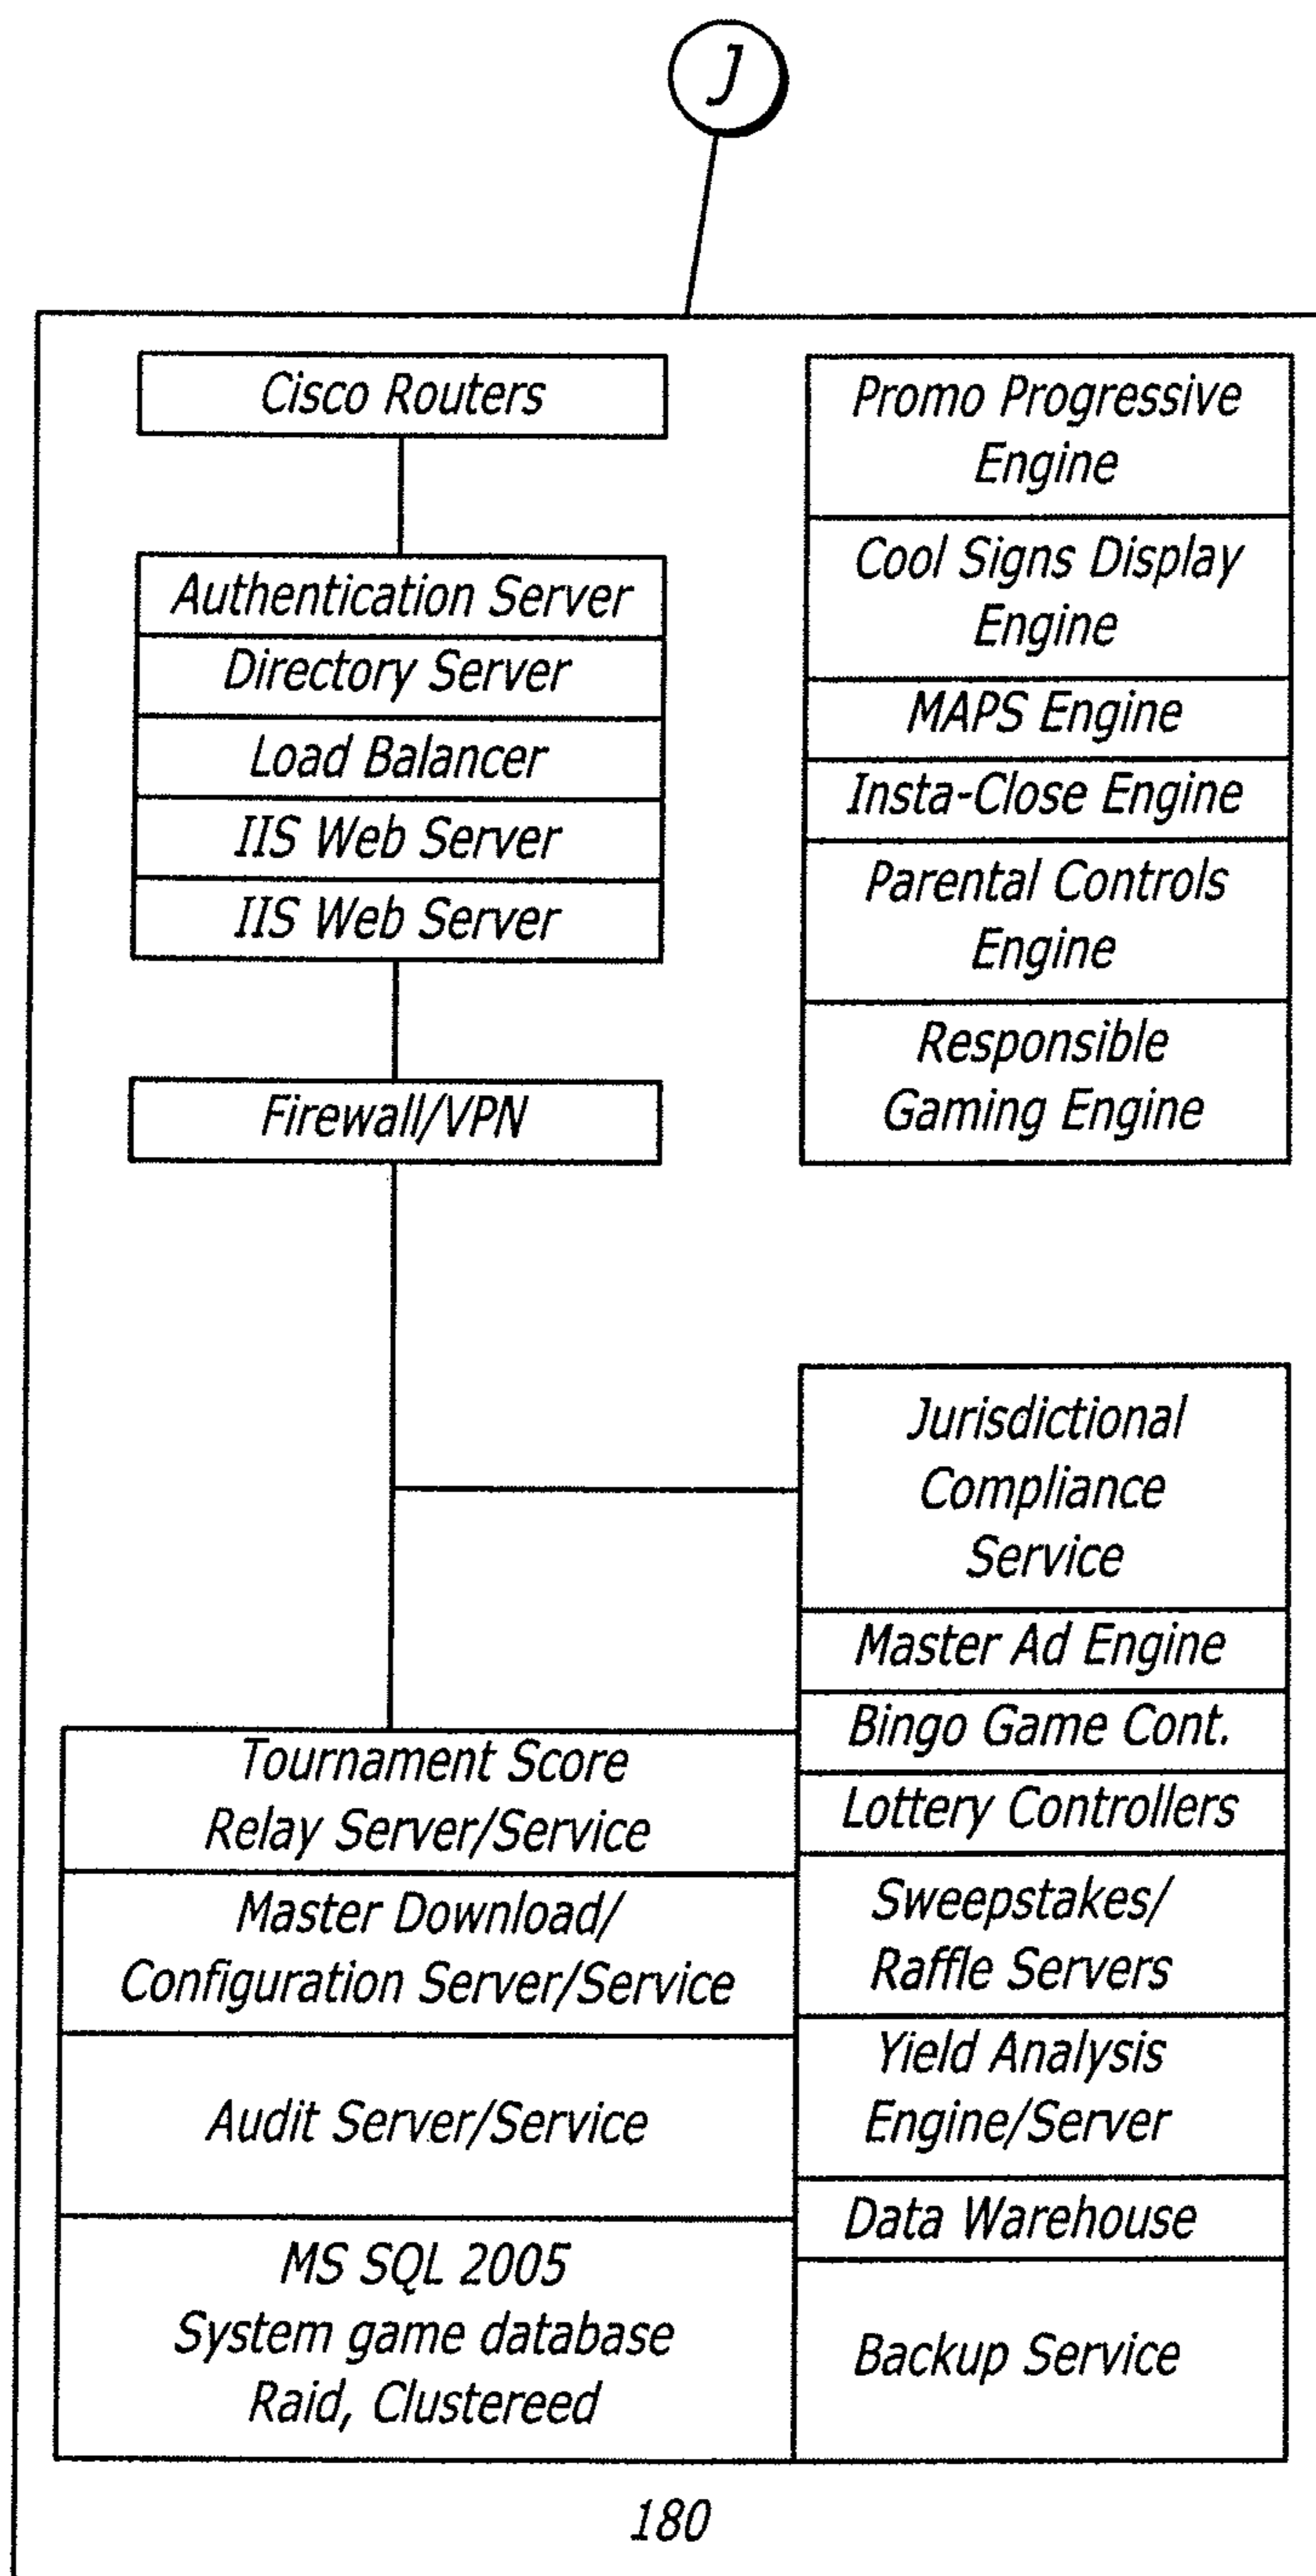 J
Cisco Routers
Authentication Server
Directory Server
Load Balancer
IIS Web Server
IIS Web Server
Firewall/VPN
Promo Progressive
Engine
Cool Signs Display
Engine
MAPS Engine
Insta-Close Engine
Parental Controls
Engine
Responsible
Gaming Engine
Tournament Score
Relay Server/Service
Master Download/
Configuration Server/Service
Audit Server/Service
MS SQL 2005
System game database
Raid, Clustereed
Jurisdictional
Compliance
Service
Master Ad Engine
Bingo Game Cont.
Lottery Controllers
Sweepstakes/
Raffle Servers
Yield Analysis
Engine/Server
Data Warehouse
Backup Service
180